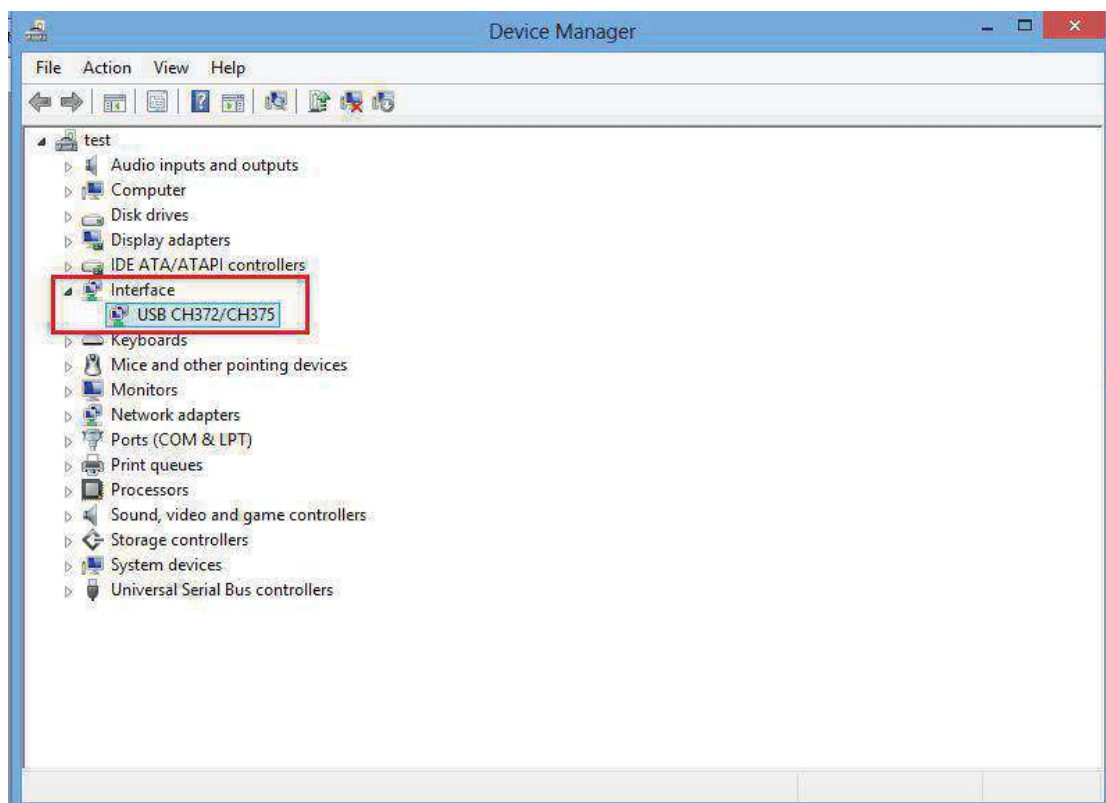 Device Manager
File Action View Help
test
Audio inputs and outputs
Computer
Disk drives
Display adapters
IDE ATA/ATAPI controllers
Interface
USB CH372/CH375
Keyboards
Mice and other pointing devices
Monitors
Network adapters
Ports (COM & LPT)
Print queues
Processors
Sound, video and game controllers
Storage controllers
System devices
Universal Serial Bus controllers